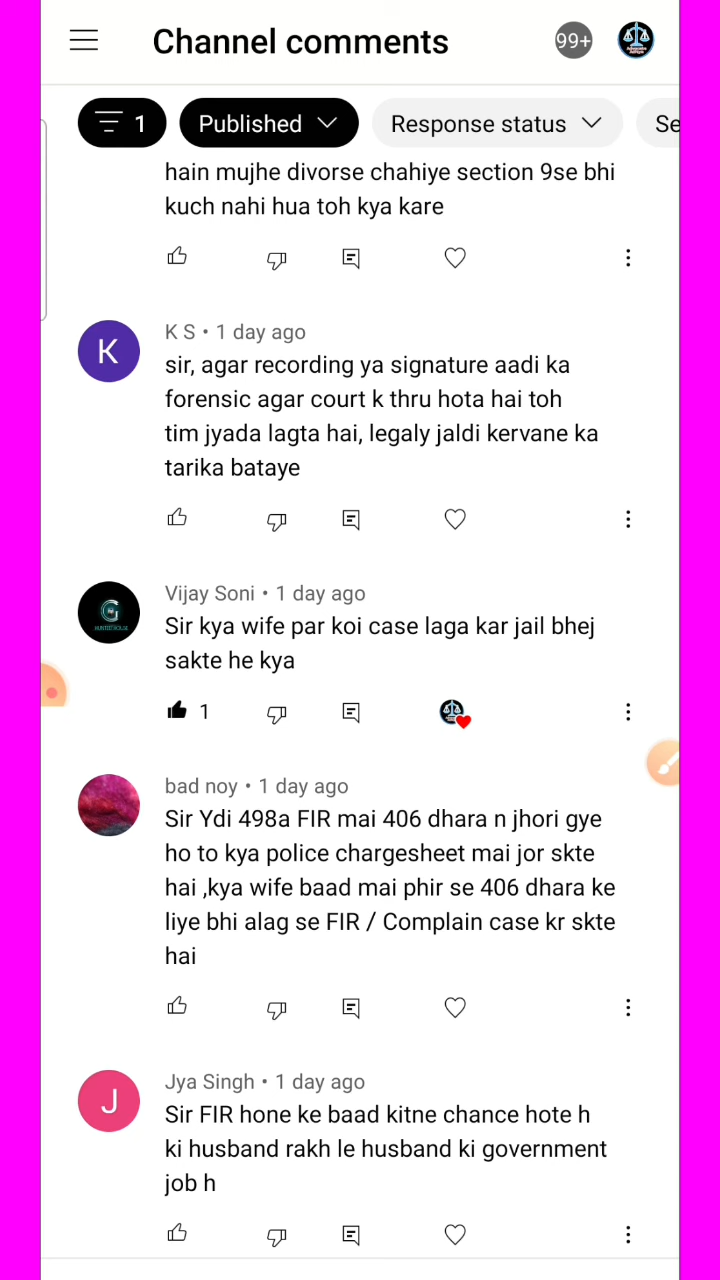 Channel comments
99+
1
Published
Response status
Se
hain mujhe divorse chahiye section 9se bhi
kuch nahi hua toh kya kare
K
K S • 1 day ago
sir, agar recording ya signature aadi ka
forensic agar court k thru hota hai toh
tim jyada lagta hai, legaly jaldi kervane ka
tarika bataye
Vijay Soni • 1 day ago
Sir kya wife par koi case laga kar jail bhej
sakte he kya
1
bad noy • 1 day ago
Sir Ydi 498a FIR mai 406 dhara n jhori gye
ho to kya police chargesheet mai jor skte
hai ,kya wife baad mai phir se 406 dhara ke
liye bhi alag se FIR / Complain case kr skte
hai
J
Jya Singh • 1 day ago
Sir FIR hone ke baad kitne chance hote h
ki husband rakh le husband ki government
job h